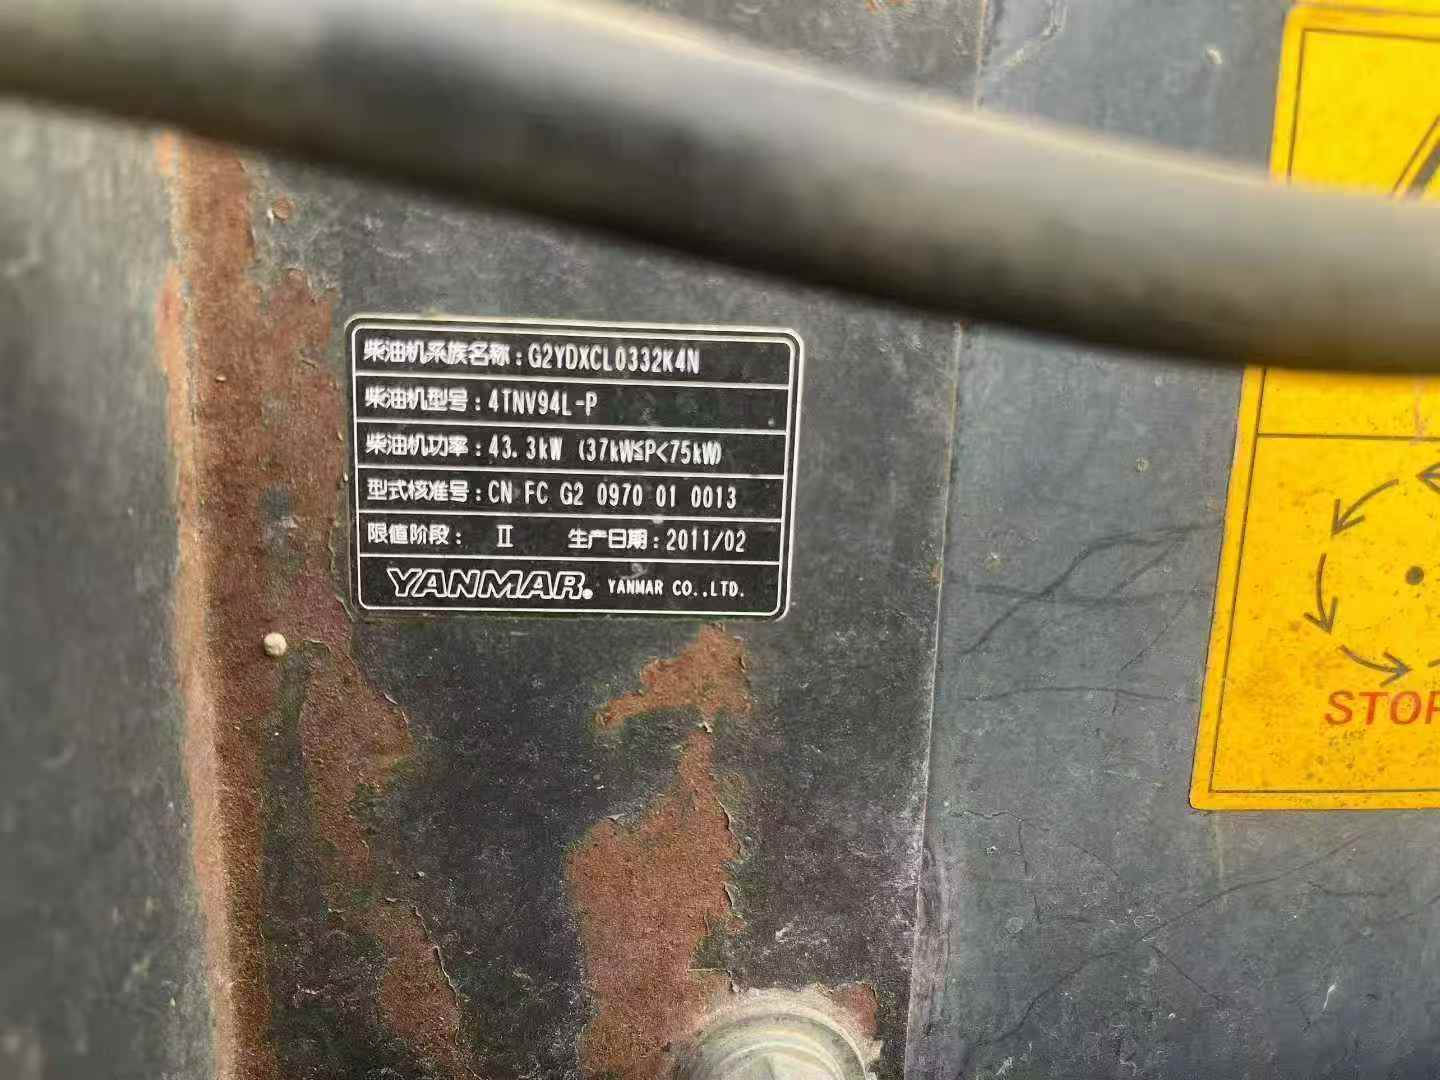 柴油机系族名称：G2YDXCL0332K4N
柴油机型号：4TNV94L-P
柴油机功率：43.3kW (37kW≤P<75kW)
型式核准号：CN FC G2 0970 01 0013
限值阶段： Ⅱ 生产日期：2011/02
YANMAR. YANMAR CO.,LTD.
STOP